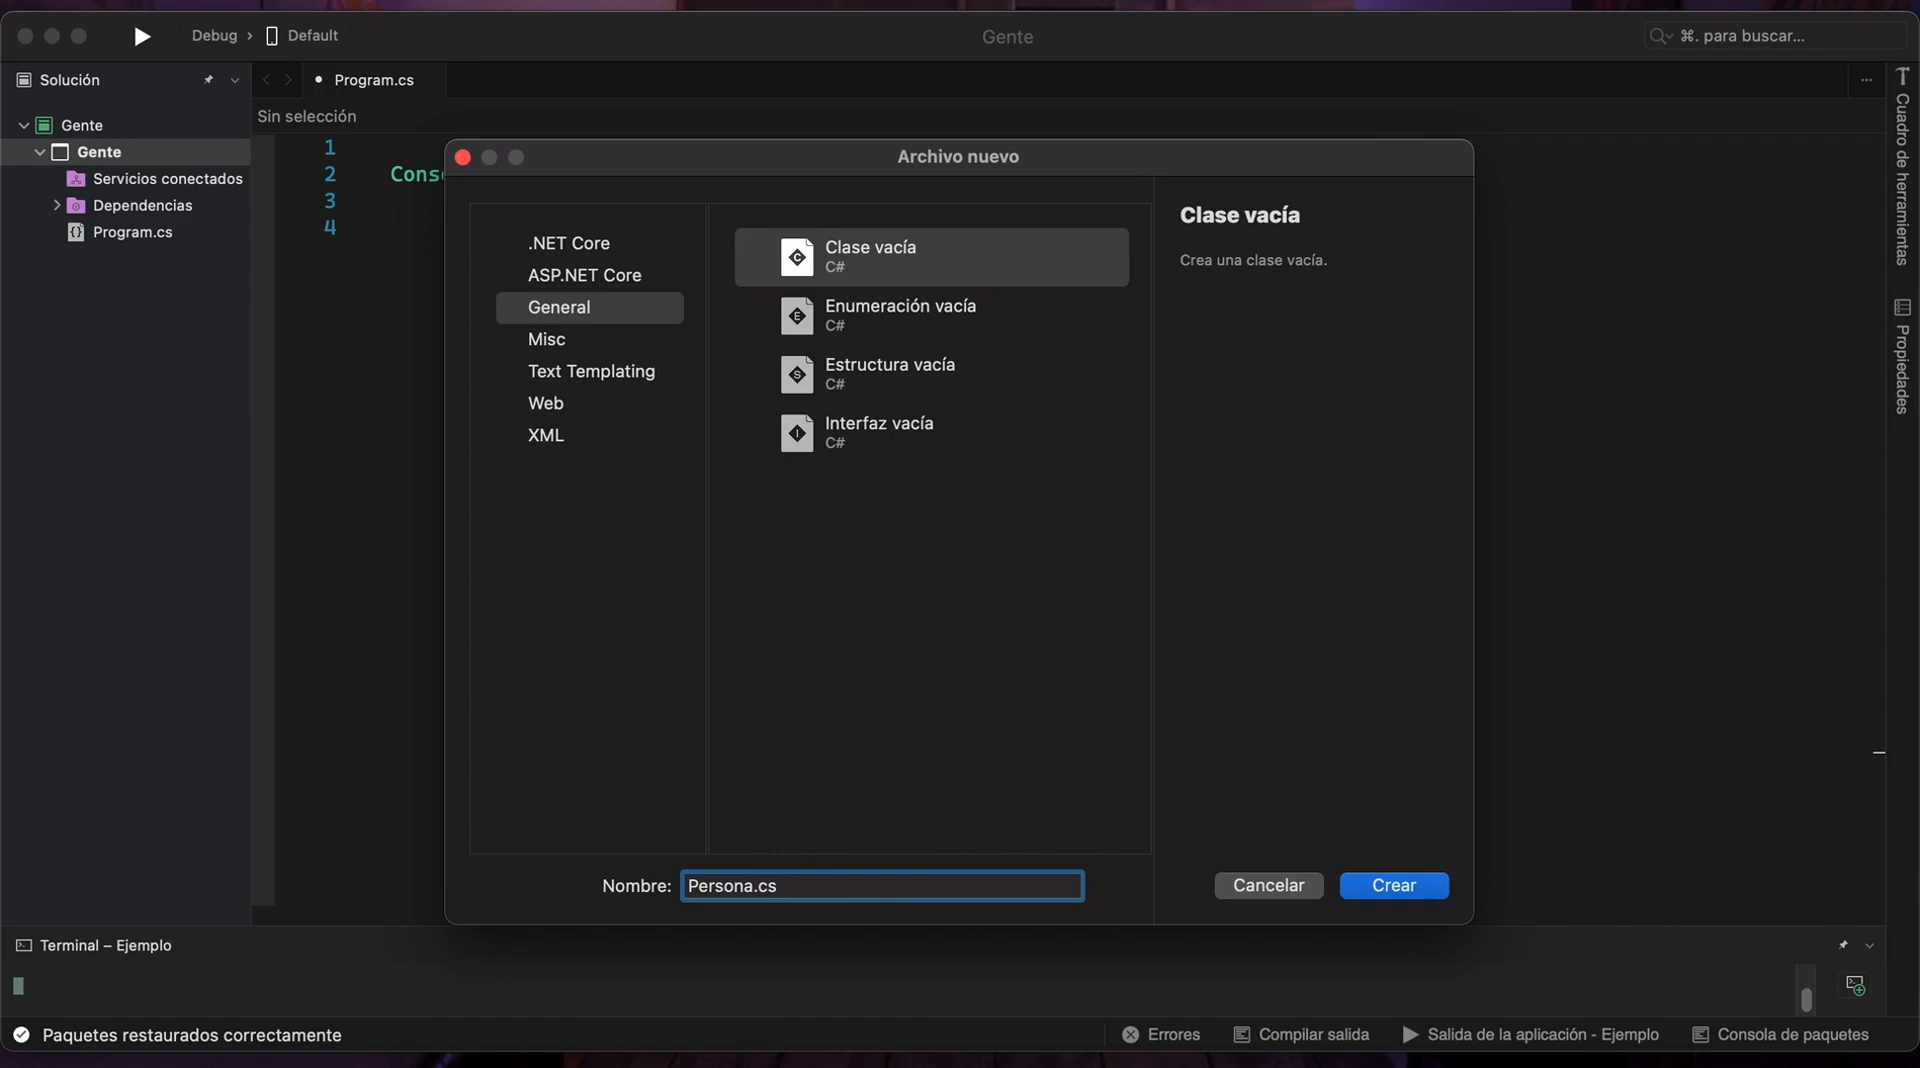 Debug › Default
Gente
⌘. para buscar...
Solución
Program.cs
Sin selección
Gente
Gente
Servicios conectados
Dependencias
Program.cs
1
2
3
4
Archivo nuevo
.NET Core
ASP.NET Core
General
Misc
Text Templating
Web
XML
Clase vacía
C#
Enumeración vacía
C#
Estructura vacía
C#
Interfaz vacía
C#
Clase vacía
Crea una clase vacía.
Nombre: Persona.cs
Cancelar
Crear
Cuadro de herramientas
Propiedades
Terminal – Ejemplo
Paquetes restaurados correctamente
Errores
Compilar salida
Salida de la aplicación - Ejemplo
Consola de paquetes